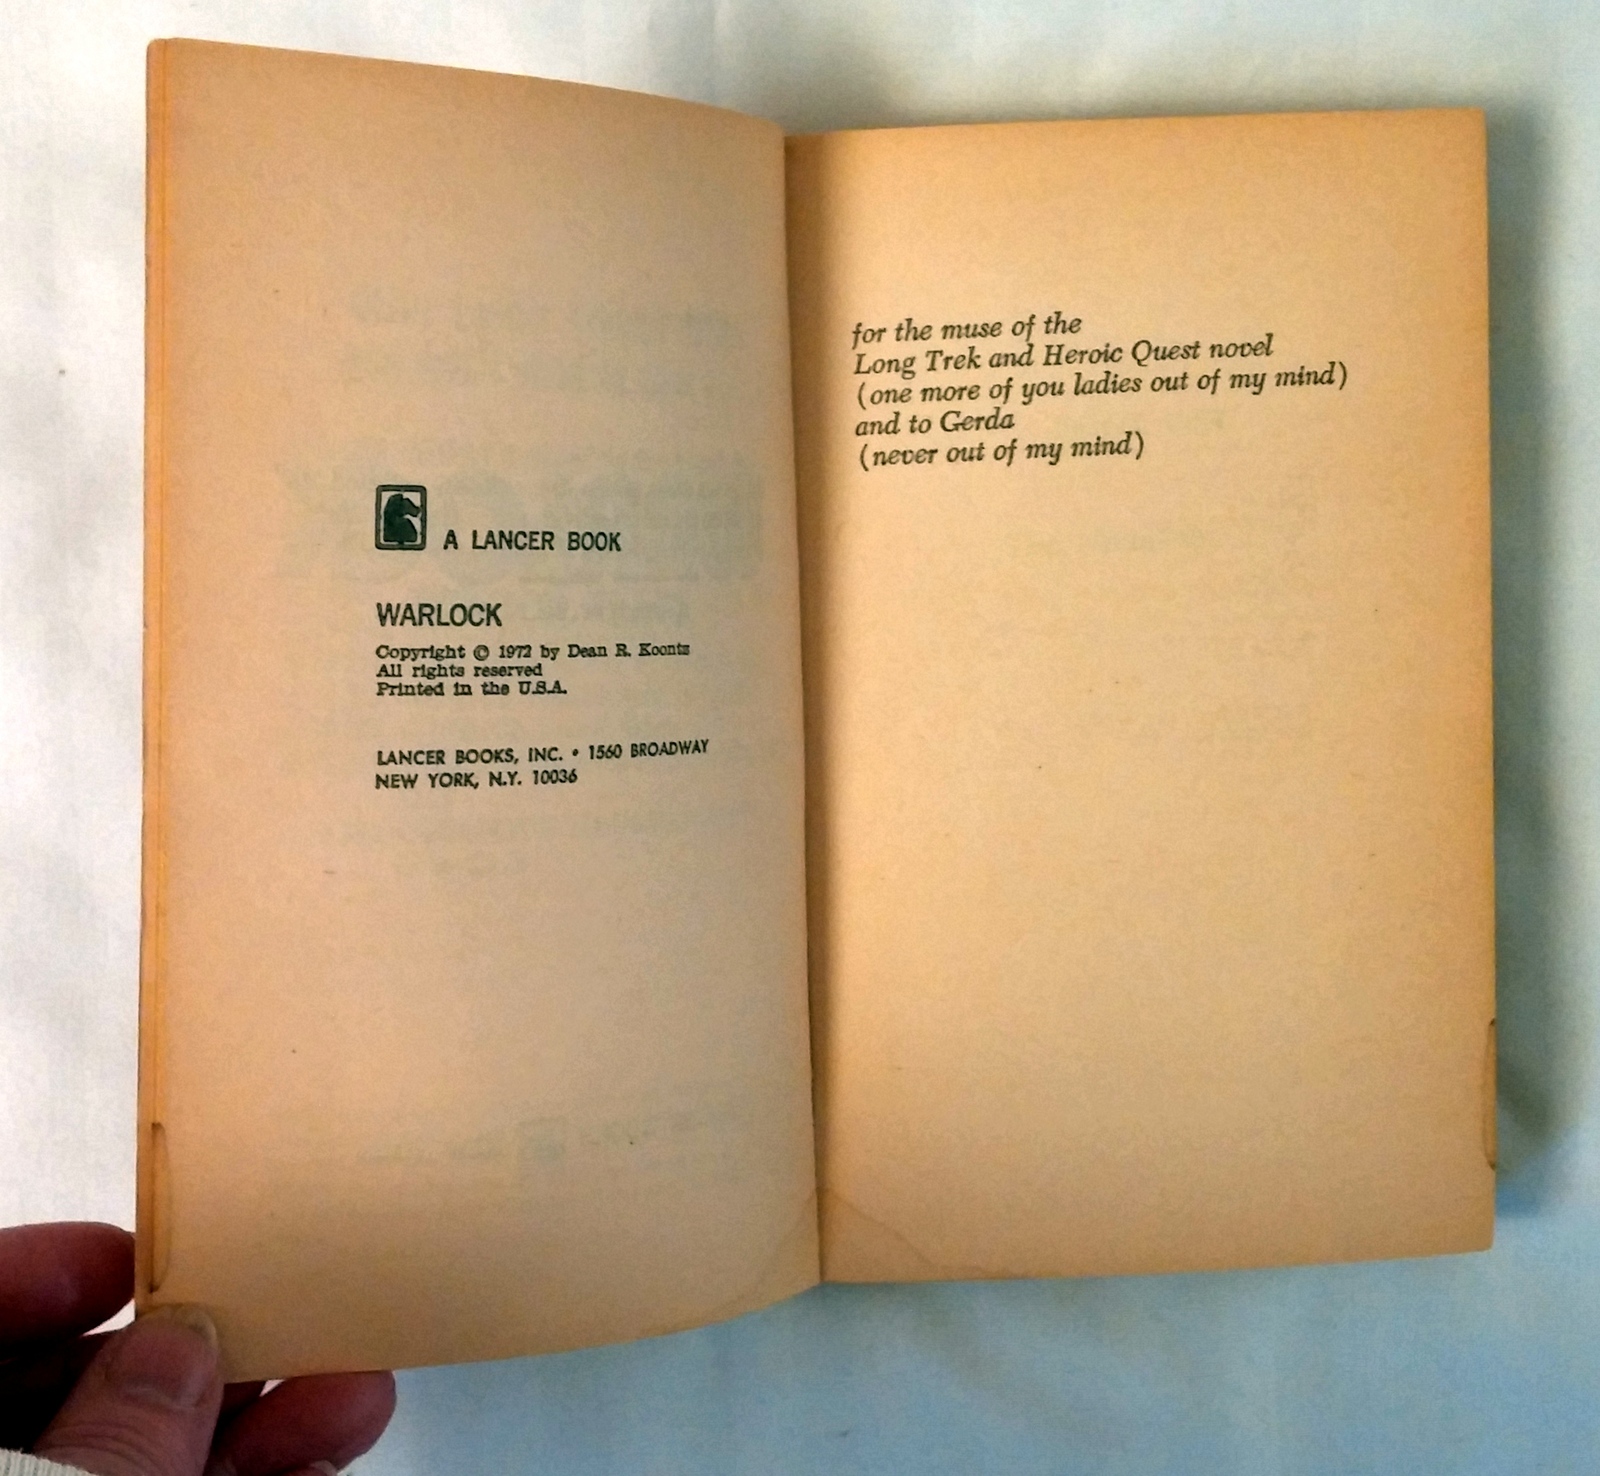 A LANCER BOOK
WARLOCK
Copyright © 1972 by Dean R. Koontz
All rights reserved
Printed in the U.S.A.
LANCER BOOKS, INC. • 1560 BROADWAY
NEW YORK, N.Y. 10036
for the muse of the
Long Trek and Heroic Quest novel
(one more of you ladies out of my mind)
and to Gerda
(never out of my mind)